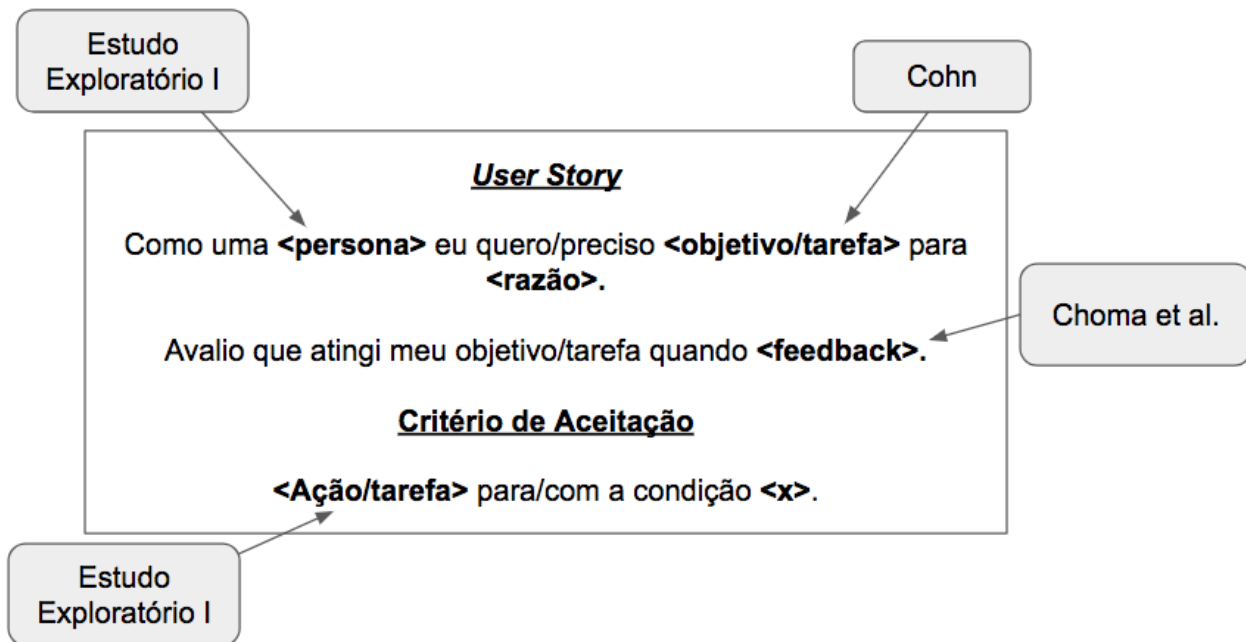 Estudo
Exploratório I
Cohn
User Story
Como uma <persona> eu quero/preciso <objetivo/tarefa> para
<razão>.
Choma et al.
Avalio que atingi meu objetivo/tarefa quando <feedback>.
Critério de Aceitação
<Ação/tarefa> para/com a condição <x>.
Estudo
Exploratório I